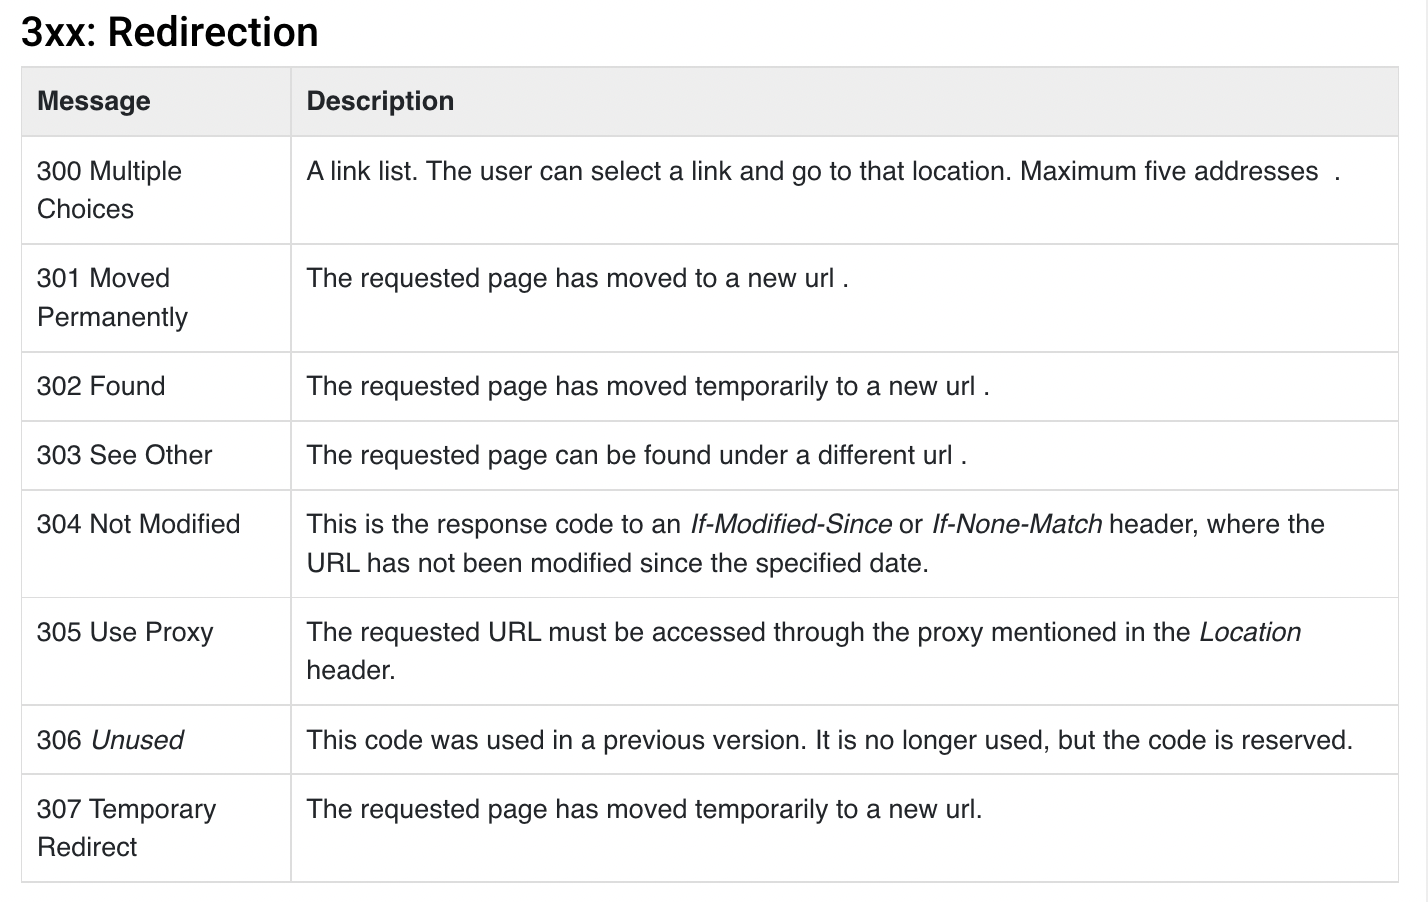 3xx: Redirection
Message Description
300 Multiple
Choices
A link list. The user can select a link and go to that location. Maximum five addresses  .
301 Moved
Permanently
The requested page has moved to a new url .
302 Found
The requested page has moved temporarily to a new url .
303 See Other
The requested page can be found under a different url .
304 Not Modified
This is the response code to an If-Modified-Since or If-None-Match header, where the
URL has not been modified since the specified date.
305 Use Proxy
The requested URL must be accessed through the proxy mentioned in the Location
header.
306 Unused
This code was used in a previous version. It is no longer used, but the code is reserved.
307 Temporary
Redirect
The requested page has moved temporarily to a new url.